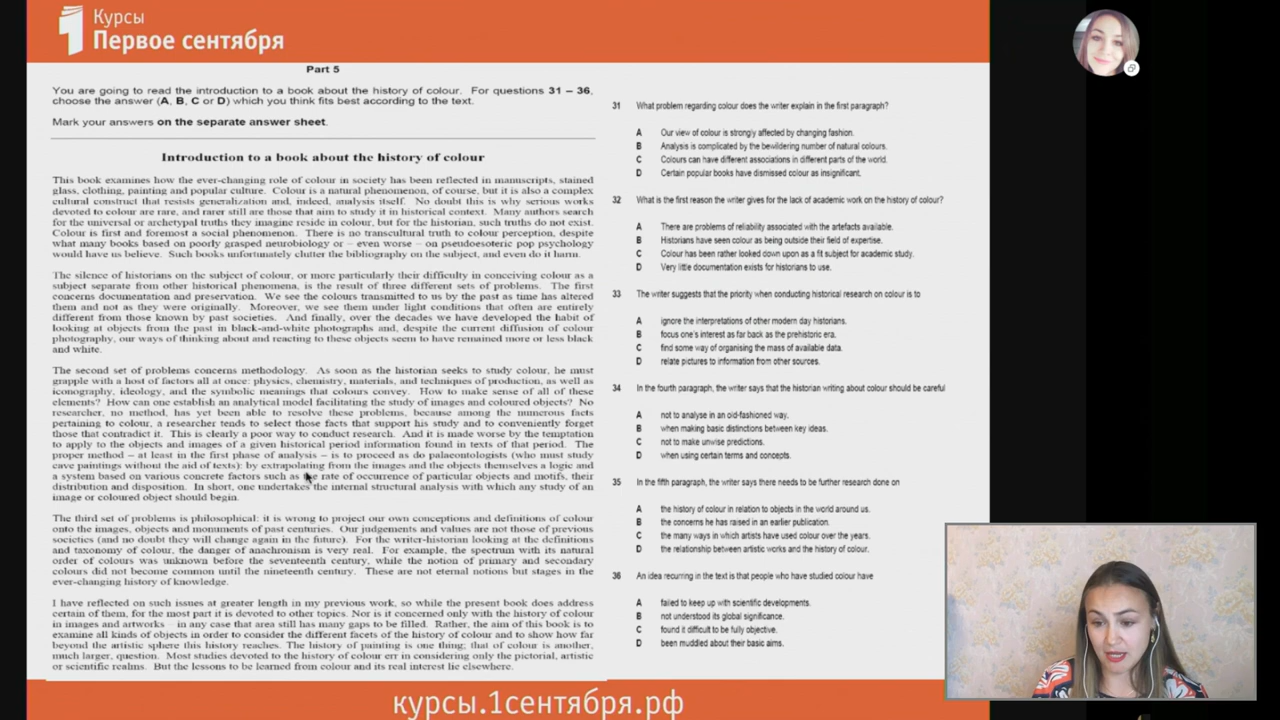 Курсы
Первое сентября
Part 5
You are going to read the introduction to a book about the history of colour. For questions 31 – 36,
choose the answer (A, B, C or D) which you think fits best according to the text.
Mark your answers on the separate answer sheet.
Introduction to a book about the history of colour
This book examines how the ever-changing role of colour in society has been reflected in manuscripts, stained
glass, clothing, painting and popular culture. Colour is a natural phenomenon, of course, but it is also a complex
cultural construct that resists generalization and, indeed, analysis itself. No doubt this is why serious works
devoted to colour are rare, and rarer still are those that aim to study it in historical context. Many authors search
for the universal or archetypal truths they imagine reside in colour, but for the historian, such truths do not exist.
Colour is first and foremost a social phenomenon. There is no transcultural truth to colour perception, despite
what many books based on poorly grasped neurobiology or – even worse – on pseudoesoteric pop psychology
would have us believe. Such books unfortunately clutter the bibliography on the subject, and even do it harm.
The silence of historians on the subject of colour, or more particularly their difficulty in conceiving colour as a
subject separate from other historical phenomena, is the result of three different sets of problems. The first
concerns documentation and preservation. We see the colours transmitted to us by the past as time has altered
them and not as they were originally. Moreover, we see them under light conditions that often are entirely
different from those known by past societies. And finally, over the decades we have developed the habit of
looking at objects from the past in black-and-white photographs and, despite the current diffusion of colour
photography, our ways of thinking about and reacting to these objects seem to have remained more or less black
and white.
The second set of problems concerns methodology. As soon as the historian seeks to study colour, he must
grapple with a host of factors all at once: physics, chemistry, materials, and techniques of production, as well as
iconography, ideology, and the symbolic meanings that colours convey. How to make sense of all of these
elements? How can one establish an analytical model facilitating the study of images and coloured objects? No
researcher, no method, has yet been able to resolve these problems, because among the numerous facts
pertaining to colour, a researcher tends to select those facts that support his study and to conveniently forget
those that contradict it. This is clearly a poor way to conduct research. And it is made worse by the temptation
to apply to the objects and images of a given historical period information found in texts of that period. The
proper method – at least in the first phase of analysis – is to proceed as do palaeontologists (who must study
cave paintings without the aid of texts): by extrapolating from the images and the objects themselves a logic and
a system based on various concrete factors such as the rate of occurrence of particular objects and motifs, their
distribution and disposition. In short, one undertakes the internal structural analysis with which any study of an
image or coloured object should begin.
The third set of problems is philosophical: it is wrong to project our own conceptions and definitions of colour
onto the images, objects and monuments of past centuries. Our judgements and values are not those of previous
societies (and no doubt they will change again in the future). For the writer-historian looking at the definitions
and taxonomy of colour, the danger of anachronism is very real. For example, the spectrum with its natural
order of colours was unknown before the seventeenth century, while the notion of primary and secondary
colours did not become common until the nineteenth century. These are not eternal notions but stages in the
ever-changing history of knowledge.
I have reflected on such issues at greater length in my previous work, so while the present book does address
certain of them, for the most part it is devoted to other topics. Nor is it concerned only with the history of colour
in images and artworks – in any case that area still has many gaps to be filled. Rather, the aim of this book is to
examine all kinds of objects in order to consider the different facets of the history of colour and to show how far
beyond the artistic sphere this history reaches. The history of painting is one thing; that of colour is another,
much larger, question. Most studies devoted to the history of colour err in considering only the pictorial, artistic
or scientific realms. But the lessons to be learned from colour and its real interest lie elsewhere.
31 What problem regarding colour does the writer explain in the first paragraph?
A Our view of colour is strongly affected by changing fashion.
B Analysis is complicated by the bewildering number of natural colours.
C Colours can have different associations in different parts of the world.
D Certain popular books have dismissed colour as insignificant.
32 What is the first reason the writer gives for the lack of academic work on the history of colour?
A There are problems of reliability associated with the artefacts available.
B Historians have seen colour as being outside their field of expertise.
C Colour has been rather looked down upon as a fit subject for academic study.
D Very little documentation exists for historians to use.
33 The writer suggests that the priority when conducting historical research on colour is to
A ignore the interpretations of other modern day historians.
B focus one's interest as far back as the prehistoric era.
C find some way of organising the mass of available data.
D relate pictures to information from other sources.
34 In the fourth paragraph, the writer says that the historian writing about colour should be careful
A not to analyse in an old-fashioned way.
B when making basic distinctions between key ideas.
C not to make unwise predictions.
D when using certain terms and concepts.
35 In the fifth paragraph, the writer says there needs to be further research done on
A the history of colour in relation to objects in the world around us.
B the concerns he has raised in an earlier publication.
C the many ways in which artists have used colour over the years.
D the relationship between artistic works and the history of colour.
36 An idea recurring in the text is that people who have studied colour have
A failed to keep up with scientific developments.
B not understood its global significance.
C found it difficult to be fully objective.
D been muddled about their basic aims.
курсы.1сентября.рф